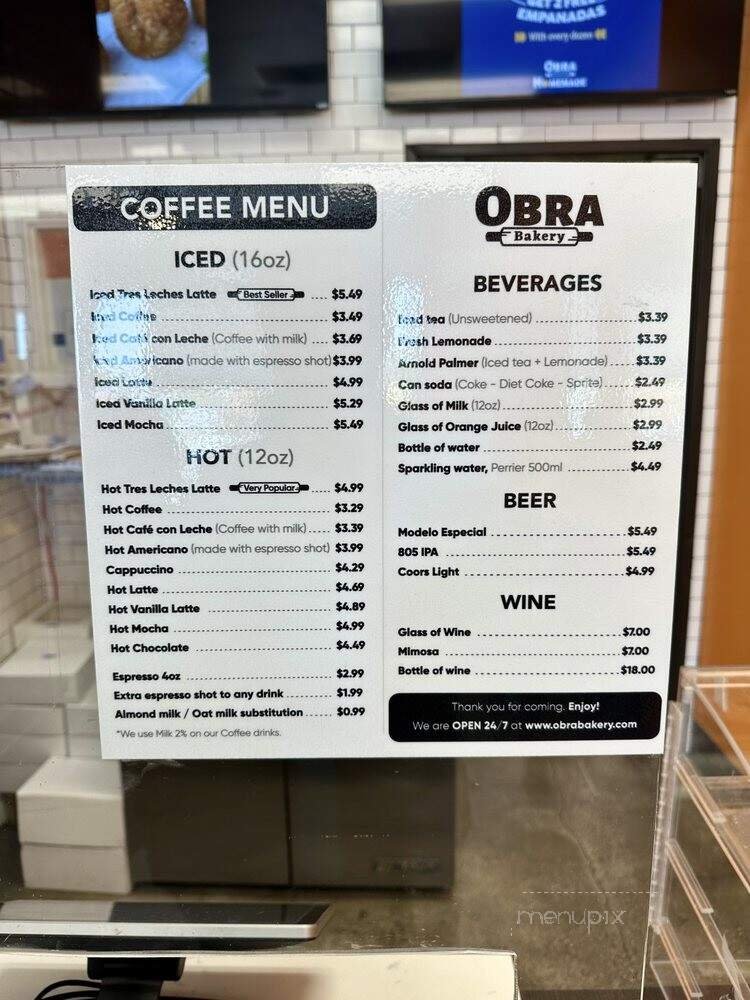 GET 2 FREE
EMPANADAS
With every dozen
OBRA
HOMEMADE
COFFEE MENU
ICED (16oz)
Iced Tres Leches Latte Best Seller .... $5.49
Iced Coffee .... $3.49
Iced Café con Leche (Coffee with milk) .... $3.69
Iced Americano (made with espresso shot) $3.99
Iced Latte .... $4.99
Iced Vanilla Latte .... $5.29
Iced Mocha .... $5.49
HOT (12oz)
Hot Tres Leches Latte Very Popular .... $4.99
Hot Coffee .... $3.29
Hot Café con Leche (Coffee with milk) .... $3.39
Hot Americano (made with espresso shot) $3.99
Cappuccino .... $4.29
Hot Latte .... $4.69
Hot Vanilla Latte .... $4.89
Hot Mocha .... $4.99
Hot Chocolate .... $4.49
Espresso 4oz .... $2.99
Extra espresso shot to any drink .... $1.99
Almond milk / Oat milk substitution .... $0.99
*We use Milk 2% on our Coffee drinks.
OBRA
Bakery
BEVERAGES
Iced tea (Unsweetened) .... $3.39
Fresh Lemonade .... $3.39
Arnold Palmer (Iced tea + Lemonade) .... $3.39
Can soda (Coke - Diet Coke - Sprite) .... $2.49
Glass of Milk (12oz) .... $2.99
Glass of Orange Juice (12oz) .... $2.99
Bottle of water .... $2.49
Sparkling water, Perrier 500ml .... $4.49
BEER
Modelo Especial .... $5.49
805 IPA .... $5.49
Coors Light .... $4.99
WINE
Glass of Wine .... $7.00
Mimosa .... $7.00
Bottle of wine .... $18.00
Thank you for coming. Enjoy!
We are OPEN 24/7 at www.obrabakery.com
menupix